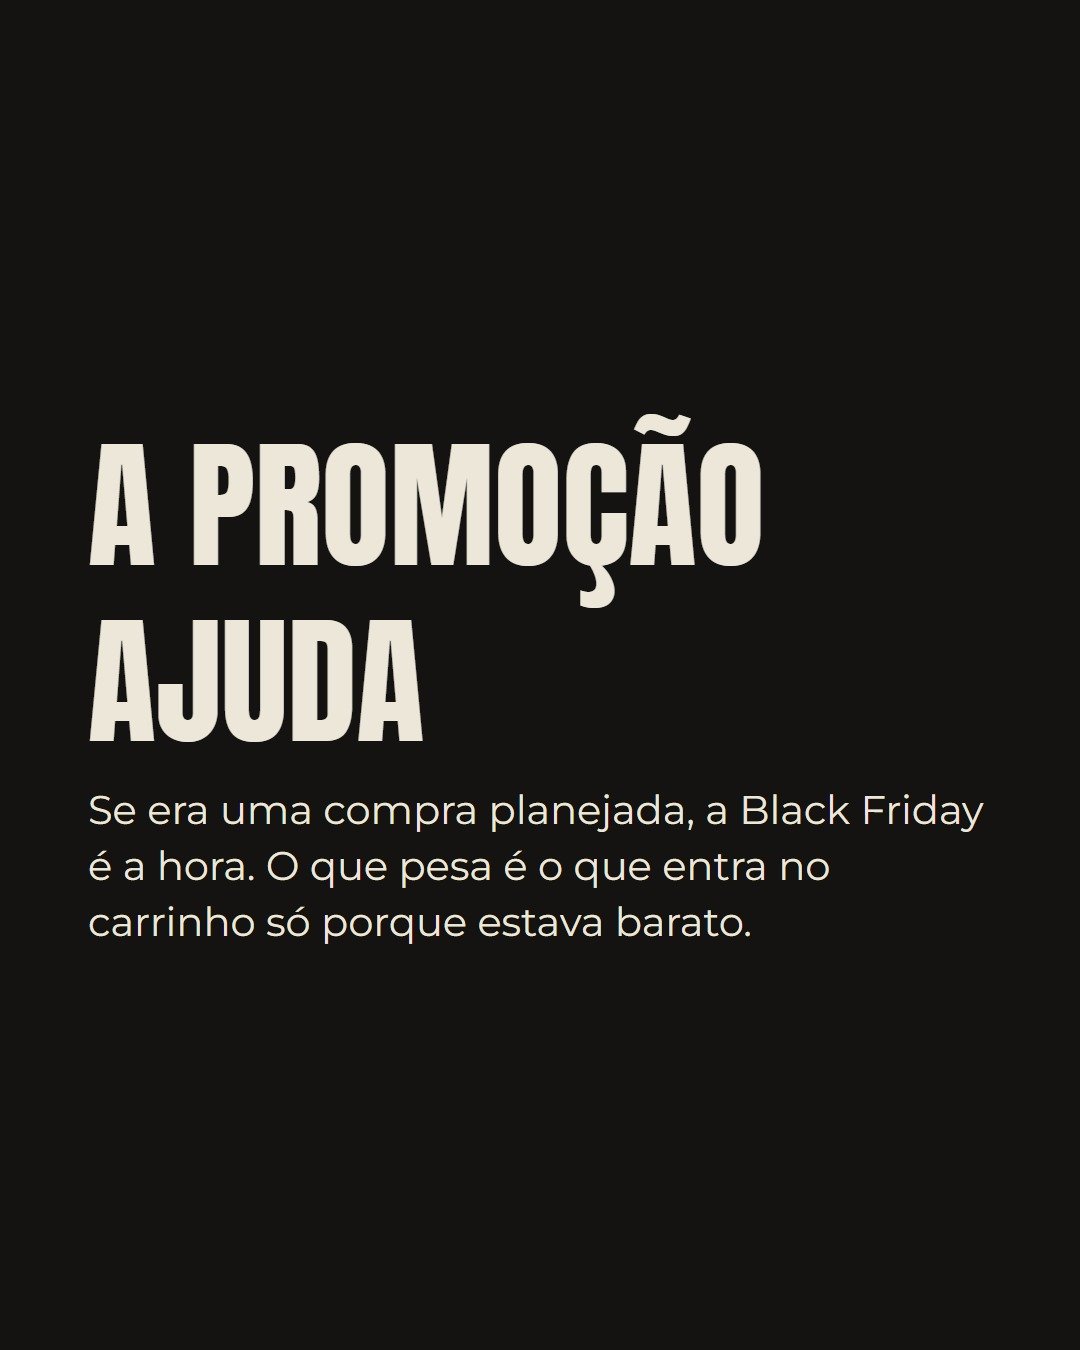 A PROMOÇÃO
AJUDA
Se era uma compra planejada, a Black Friday
é a hora. O que pesa é o que entra no
carrinho só porque estava barato.